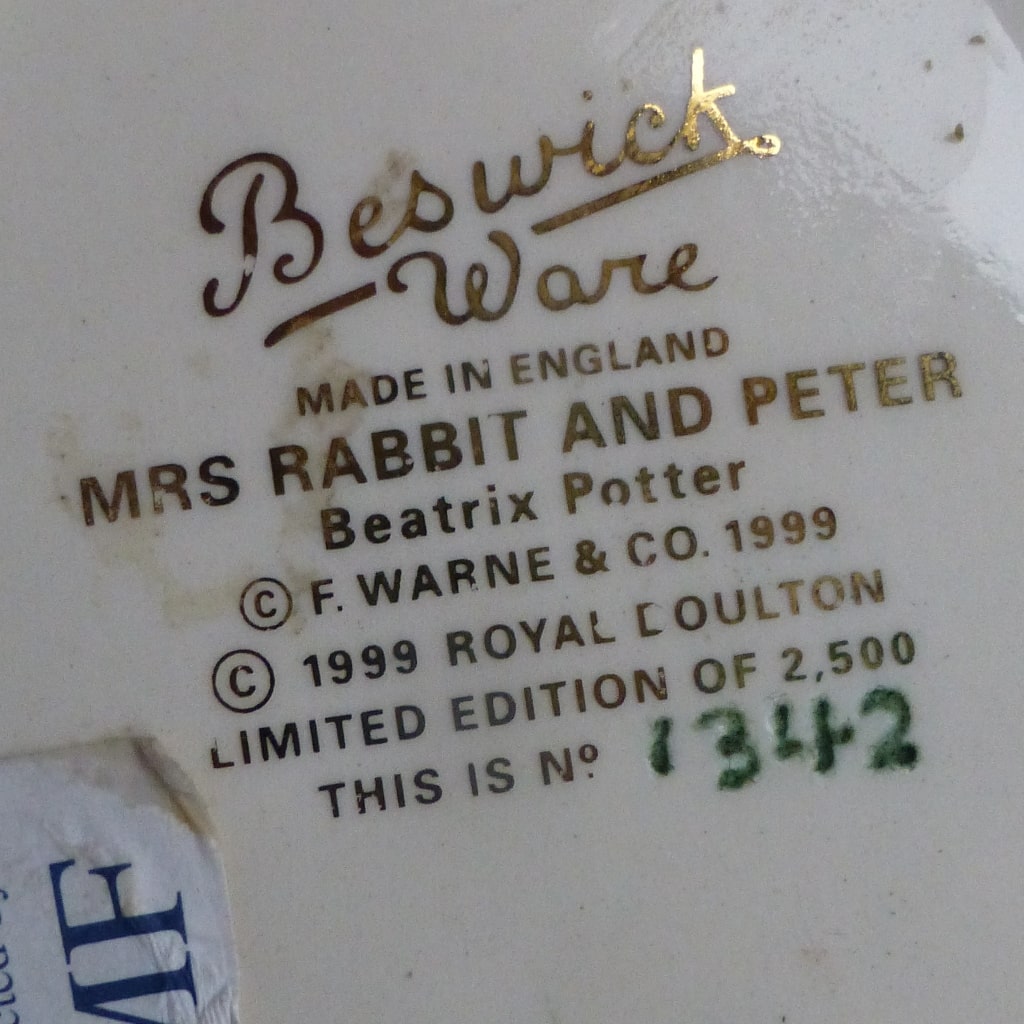 Beswick
Ware
MADE IN ENGLAND
MRS RABBIT AND PETER
Beatrix Potter
© F. WARNE & CO. 1999
© 1999 ROYAL DOULTON
LIMITED EDITION OF 2,500
THIS IS Nº 1342
MF